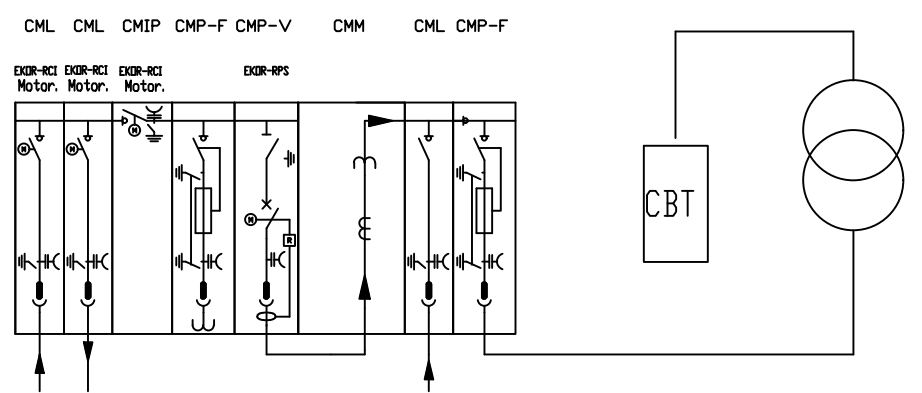 CML CML CMIP CMP-F CMP-V CMM CML CMP-F
EKOR-RCI EKOR-RCI EKOR-RCI EKOR-RPS
Motor. Motor. Motor.
M M M M
R
CBT